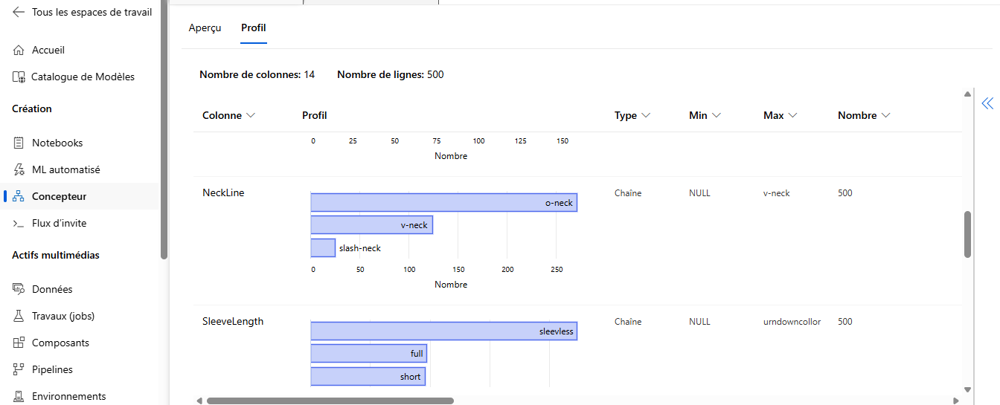 Tous les espaces de travail
Accueil
Catalogue de Modèles
Création
Notebooks
ML automatisé
Concepteur
Flux d'invite
Actifs multimédias
Données
Travaux (jobs)
Composants
Pipelines
Environnements
Aperçu Profil
Nombre de colonnes: 14 Nombre de lignes: 500
Colonne Profil Type Min Max Nombre
0 25 50 75 100 125 150
Nombre
NeckLine Chaîne NULL v-neck 500
o-neck
v-neck
slash-neck
0 50 100 150 200 250
Nombre
SleeveLength Chaîne NULL urndowncollor 500
sleevless
full
short